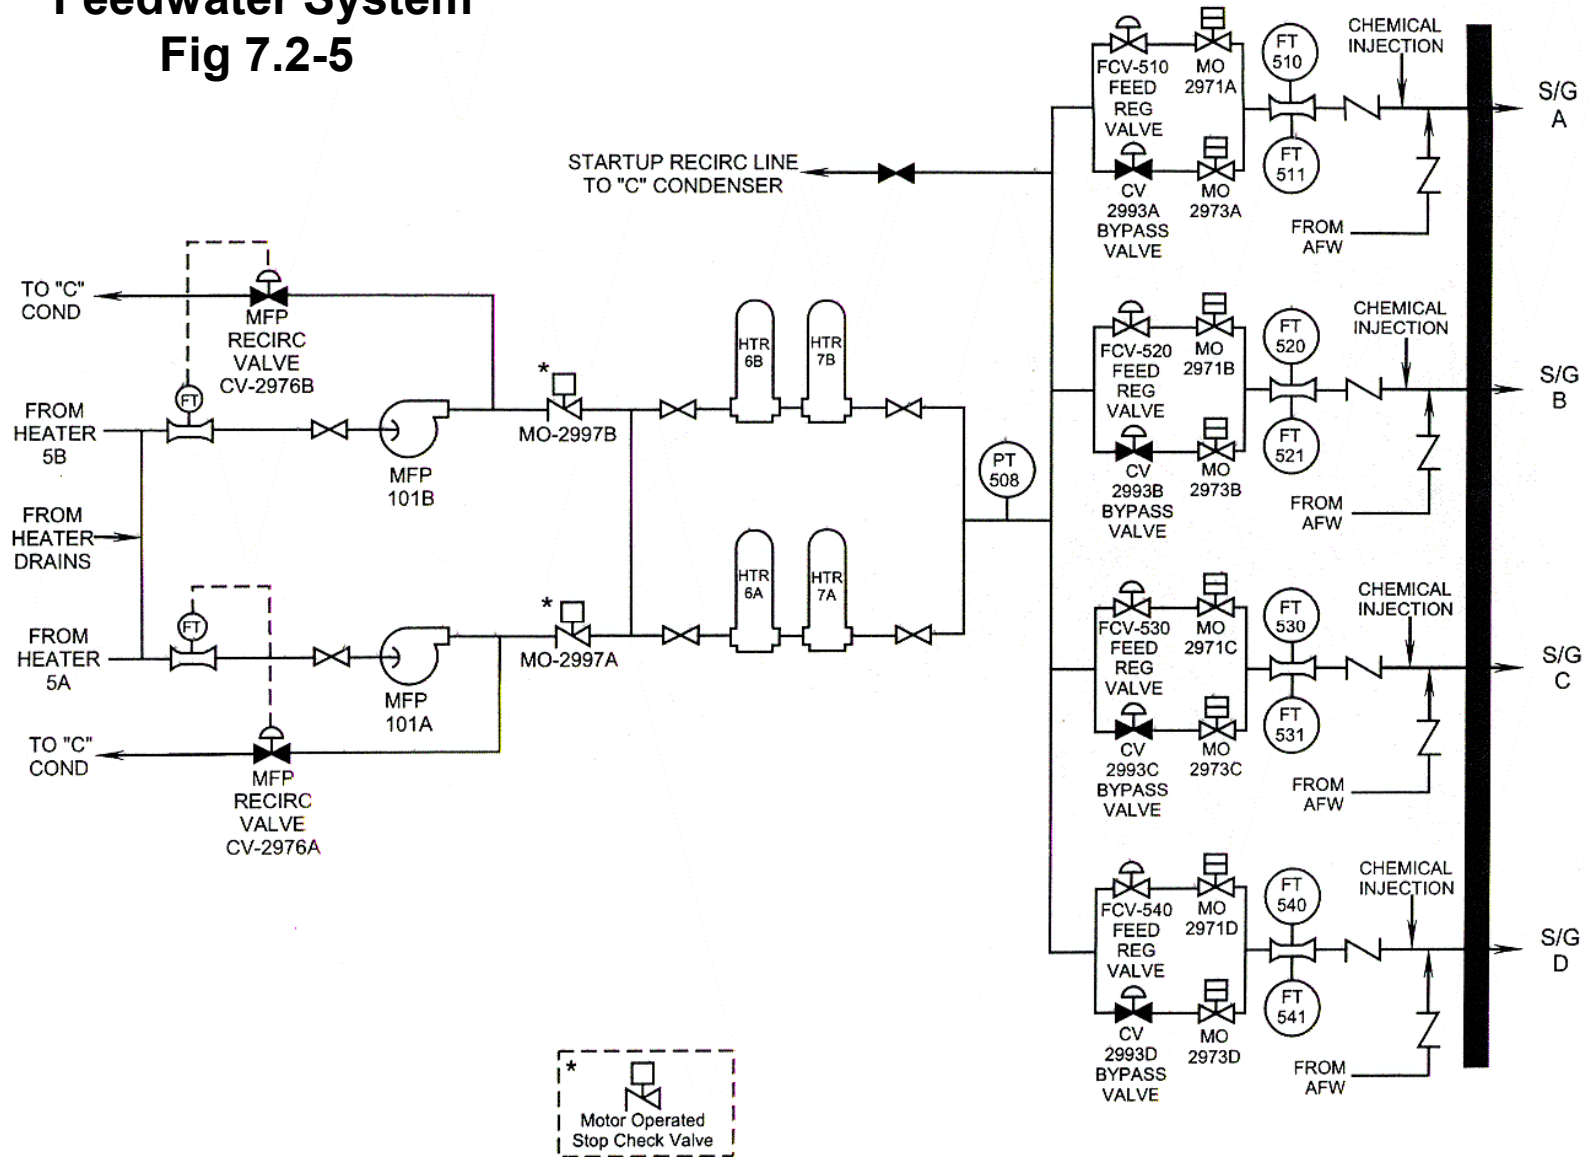 Feedwater System
Fig 7.2-5
TO "C"
COND
MFP
RECIRC
VALVE
CV-2976B
FT
FROM
HEATER
5B
MFP
101B
MO-2997B
*
FROM
HEATER
DRAINS
FROM
HEATER
5A
FT
MFP
101A
MO-2997A
*
TO "C"
COND
MFP
RECIRC
VALVE
CV-2976A
HTR
6B
HTR
7B
HTR
6A
HTR
7A
PT
508
STARTUP RECIRC LINE
TO "C" CONDENSER
FCV-510
FEED
REG
VALVE
MO
2971A
CV
2993A
BYPASS
VALVE
MO
2973A
FT
510
FT
511
CHEMICAL
INJECTION
FROM
AFW
S/G
A
FCV-520
FEED
REG
VALVE
MO
2971B
CV
2993B
BYPASS
VALVE
MO
2973B
FT
520
FT
521
CHEMICAL
INJECTION
FROM
AFW
S/G
B
FCV-530
FEED
REG
VALVE
MO
2971C
CV
2993C
BYPASS
VALVE
MO
2973C
FT
530
FT
531
CHEMICAL
INJECTION
FROM
AFW
S/G
C
FCV-540
FEED
REG
VALVE
MO
2971D
CV
2993D
BYPASS
VALVE
MO
2973D
FT
540
FT
541
CHEMICAL
INJECTION
FROM
AFW
S/G
D
*
Motor Operated
Stop Check Valve